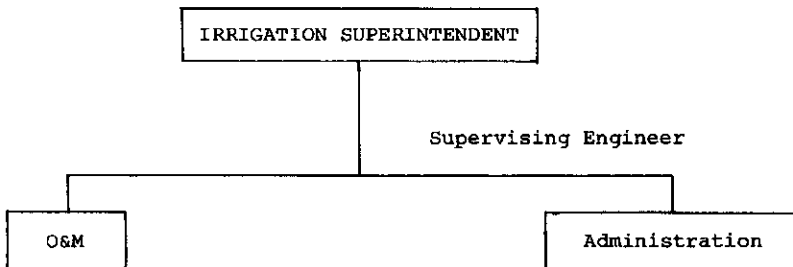 IRRIGATION SUPERINTENDENT
Supervising Engineer
O&M
Administration